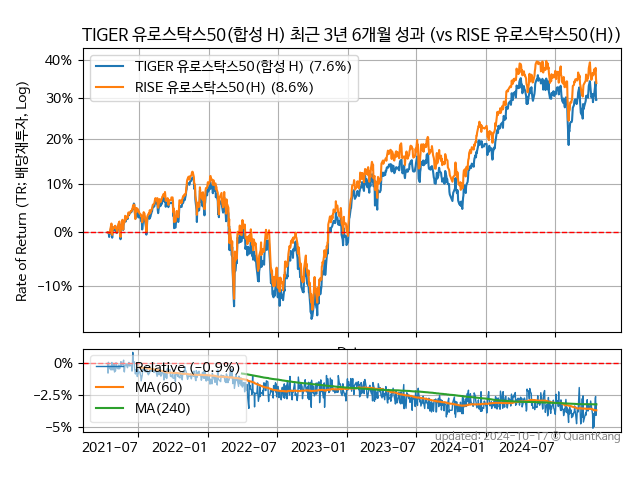 TIGER 유로스탁스50(합성 H) 최근 3년 6개월 성과 (vs RISE 유로스탁스50(H))
Rate of Return (TR: 배당재투자, Log)
40%
30%
20%
10%
0%
−10%
TIGER 유로스탁스50(합성 H) (7.6%)
RISE 유로스탁스50(H) (8.6%)
0%
−2.5%
−5%
Relative (−0.9%)
MA(60)
MA(240)
2021-07 2022-01 2022-07 2023-01 2023-07 2024-01 2024-07
updated: 2024-10-17 © QuantKang